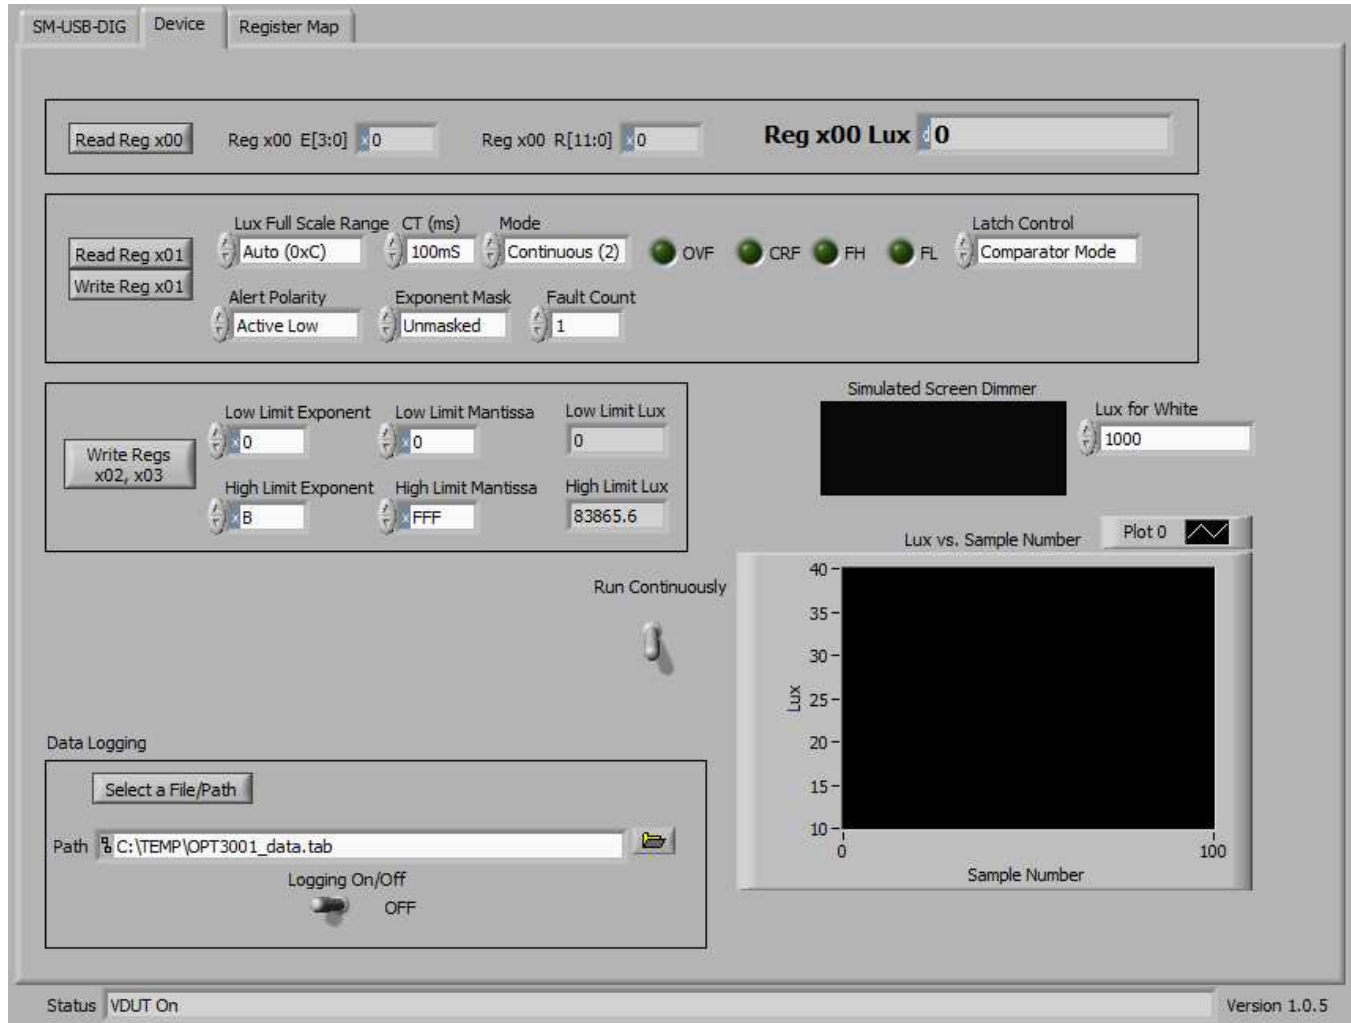 SM-USB-DIG Device Register Map
Read Reg x00 Reg x00 E[3:0] x 0 Reg x00 R[11:0] x 0 Reg x00 Lux d 0
Lux Full Scale Range CT (ms) Mode Latch Control
Read Reg x01 Auto (0xC) 100mS Continuous (2) OVF CRF FH FL Comparator Mode
Write Reg x01
Alert Polarity Exponent Mask Fault Count
Active Low Unmasked 1
Simulated Screen Dimmer
Low Limit Exponent Low Limit Mantissa Low Limit Lux Lux for White
x 0 x 0 0 1000
Write Regs
x02, x03
High Limit Exponent High Limit Mantissa High Limit Lux
x B x FFF 83865.6
Lux vs. Sample Number Plot 0
Run Continuously
40
35
30
25
20
15
10
Lux
0 100
Sample Number
Data Logging
Select a File/Path
Path C:\TEMP\OPT3001_data.tab
Logging On/Off
OFF
Status VDUT On Version 1.0.5